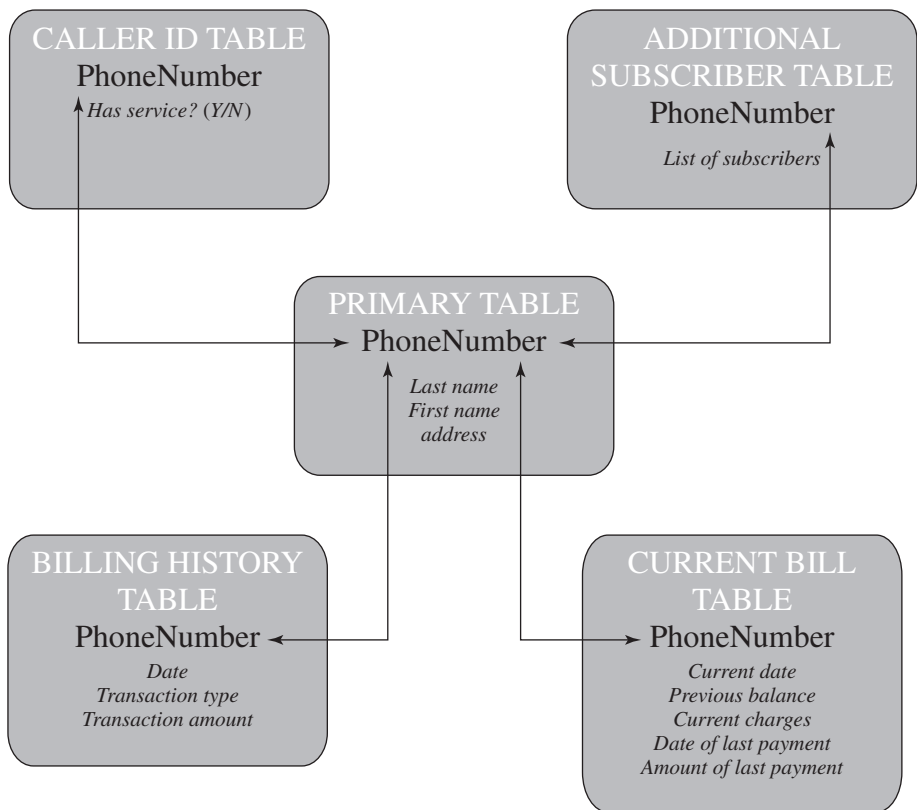 CALLER ID TABLE
PhoneNumber
Has service? (Y/N)
ADDITIONAL
SUBSCRIBER TABLE
PhoneNumber
List of subscribers
PRIMARY TABLE
PhoneNumber
Last name
First name
address
BILLING HISTORY
TABLE
PhoneNumber
Date
Transaction type
Transaction amount
CURRENT BILL
TABLE
PhoneNumber
Current date
Previous balance
Current charges
Date of last payment
Amount of last payment